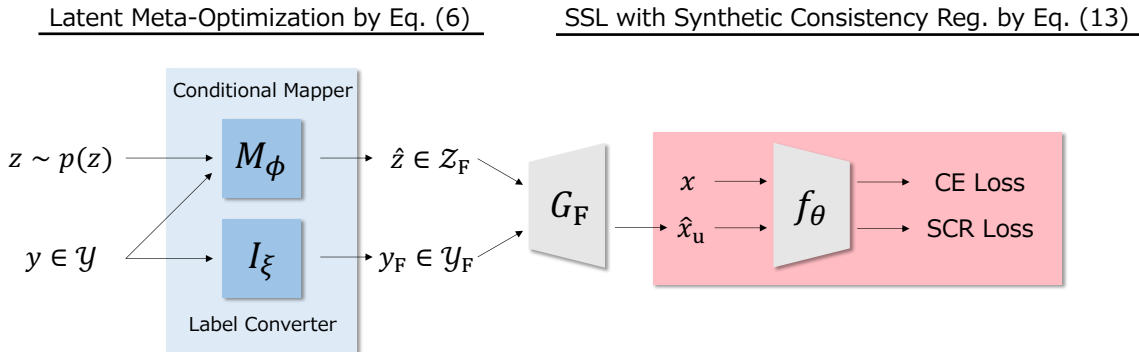 Latent Meta-Optimization by Eq. (6)
SSL with Synthetic Consistency Reg. by Eq. (13)
Conditional Mapper
z ~ p(z)
M_ϕ
ẑ ∈ 𝒵_F
y ∈ 𝒴
I_ξ
y_F ∈ 𝒴_F
Label Converter
G_F
x
x̂_u
f_θ
CE Loss
SCR Loss